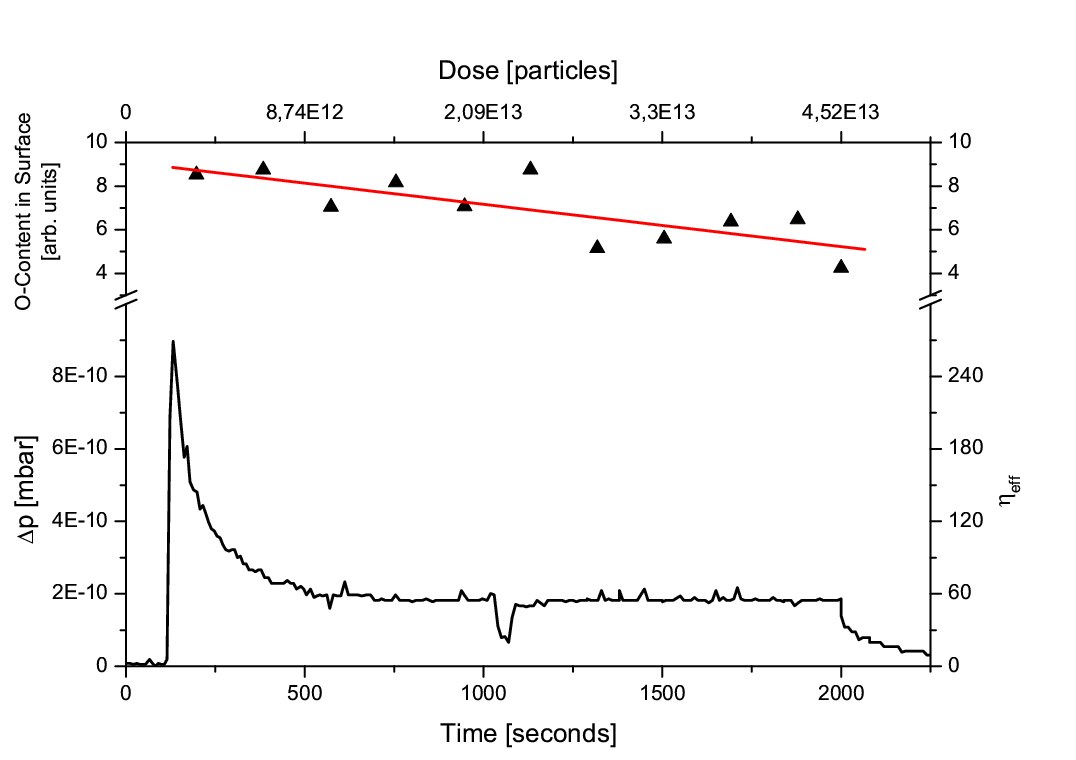 Dose [particles]
0 8,74E12 2,09E13 3,3E13 4,52E13
O-Content in Surface
[arb. units]
10 10
8 8
6 6
4 4
8E-10 240
6E-10 180
4E-10 120
2E-10 60
0 0
Δp [mbar]
ηeff
0 500 1000 1500 2000
Time [seconds]